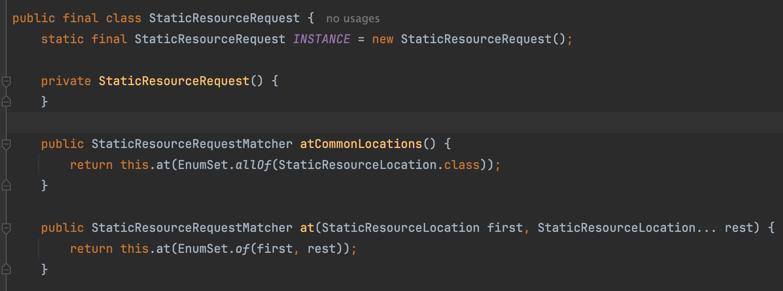 public final class StaticResourceRequest {  no usages
    static final StaticResourceRequest INSTANCE = new StaticResourceRequest();
    private StaticResourceRequest() {
    }
    public StaticResourceRequestMatcher atCommonLocations() {
        return this.at(EnumSet.allOf(StaticResourceLocation.class));
    }
    public StaticResourceRequestMatcher at(StaticResourceLocation first, StaticResourceLocation... rest) {
        return this.at(EnumSet.of(first, rest));
    }